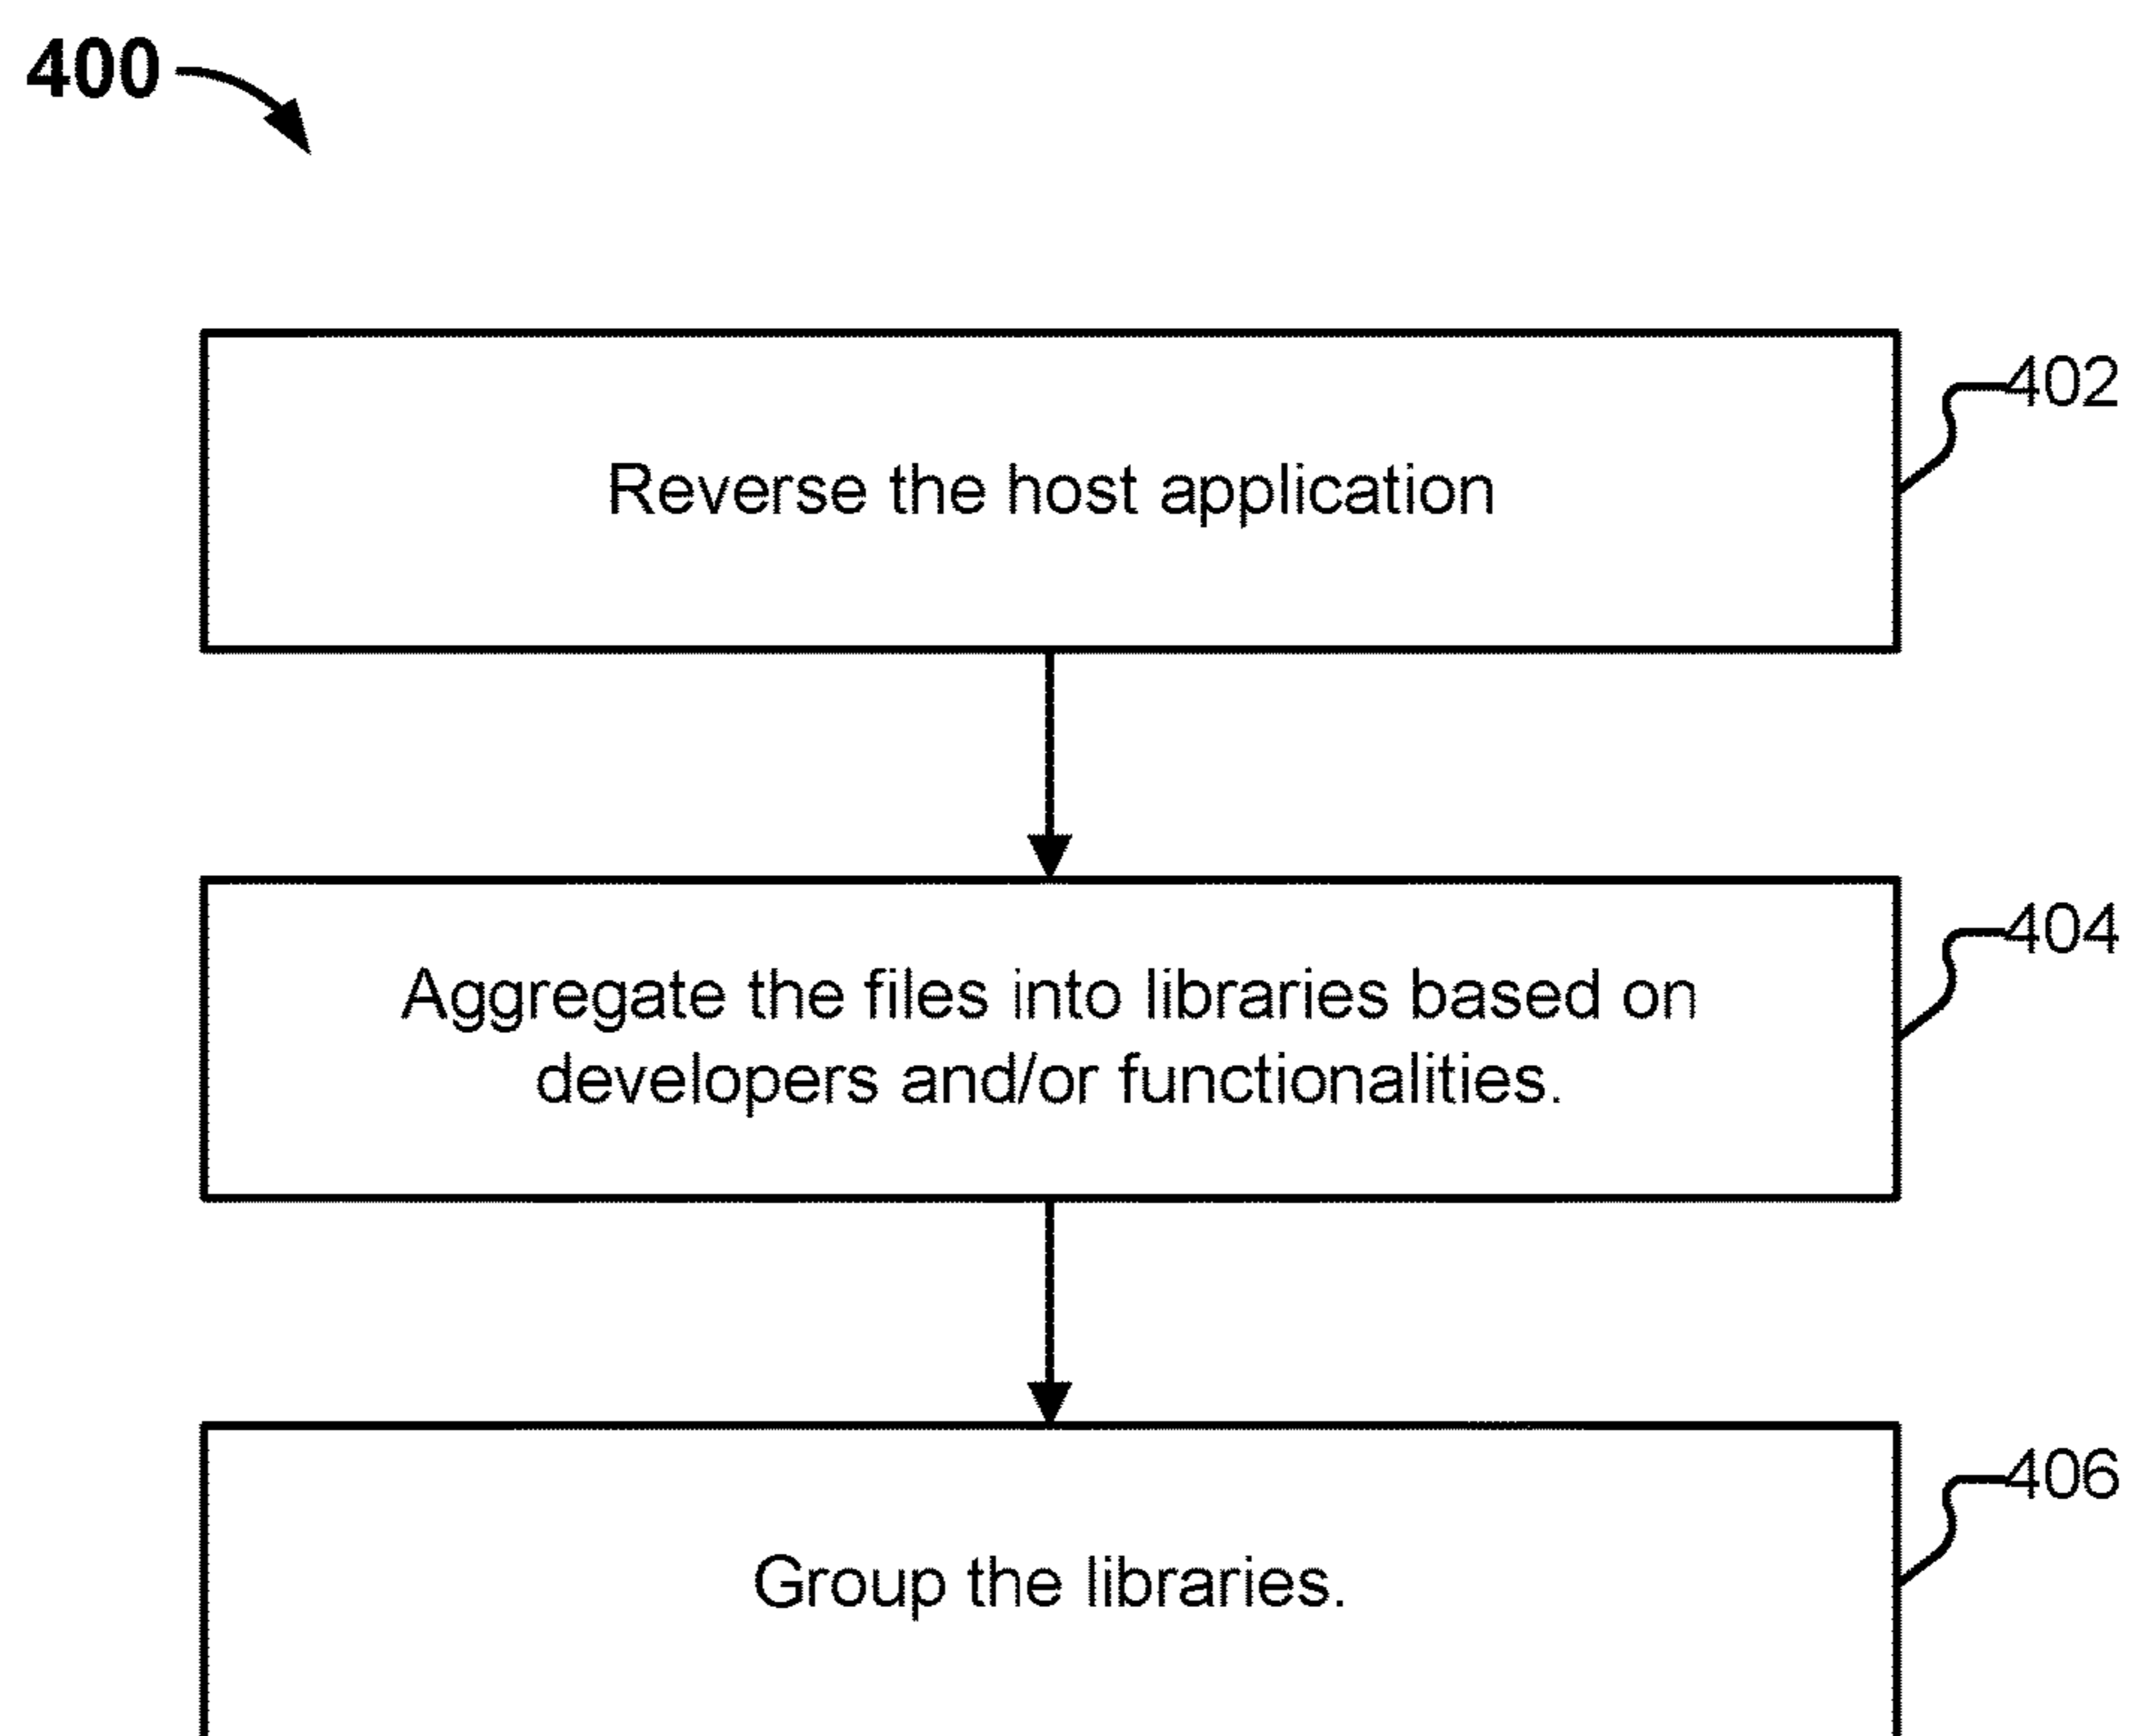 400
402
Reverse the host application
404
Aggregate the files into libraries based on
developers and/or functionalities.
406
Group the libraries.